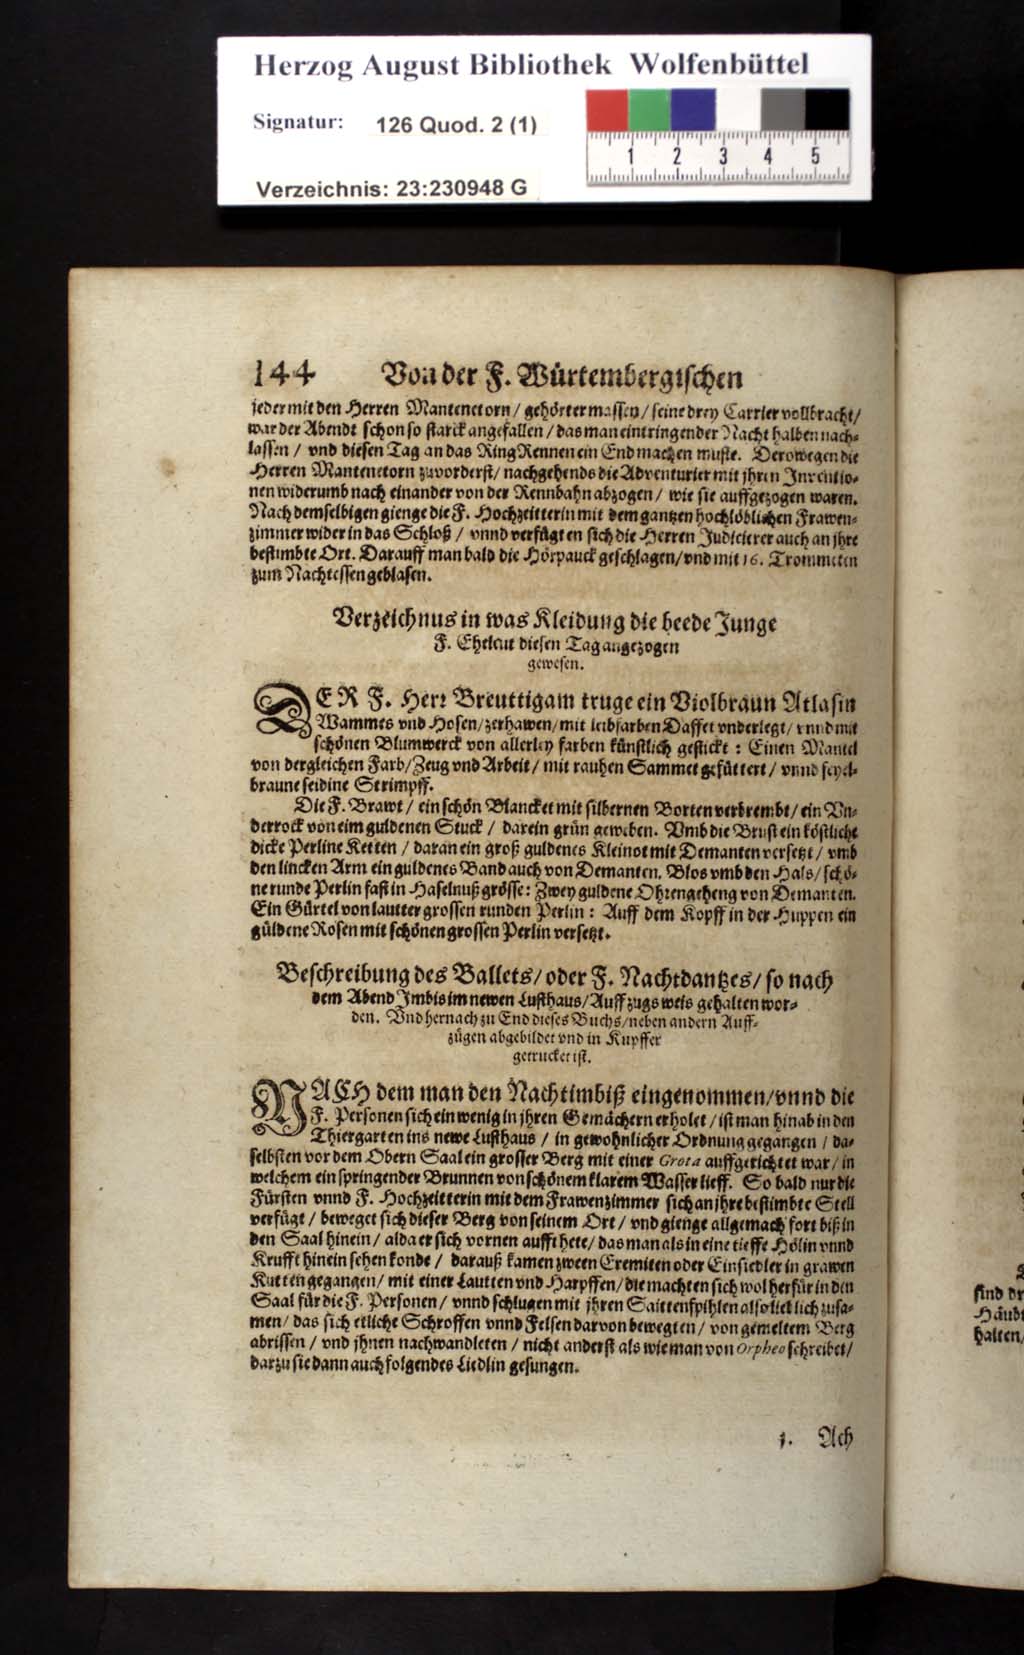 Herzog August Bibliothek Wolfenbüttel
Signatur: 126 Quod. 2 (1)
1 2 3 4 5
Verzeichnis: 23:230948 G
144 Von der F. Würtembergischen
jeder mit den Herren Mantenetorn / gehörter massen / seine drey Carrier vollbracht /
war der Abendt schon so starck angefallen / das man eintringender Nacht halben nach-
lassen / vnd diesen Tag an das Ring Rennen ein End machen muste. Derowegen die
Herren Mantenetorn zuvorderst / nachgehends die Adventurier mit jhren Inventio-
nen widerumb nach einander von der Rennbahn abzogen / wie sie auffgezogen waren.
Nach demselbigen gienge die F. Hochzeitterin mit dem gantzen hochlöblichen Frawen-
zimmer wider in das Schloß / vnnd verfügten sich die Herren Judicierer auch an jhre
bestimbte Ort. Darauff man bald die Hörpauck geschlagen / vnd mit 16. Trommeten
zum Nachtessen geblasen.
Verzeichnus in was Kleidung die beede Junge
F. Eheleut diesen Tag angezogen
gewesen.
DER F. Herr Breuttigam truge ein Violbraun Atlasin
Wammes vnd Hosen / zerhawen / mit leibfarben Daffet vnderlegt / vnnd mit
schönen Blumwerck von allerley farben künstlich gestickt : Einen Mantel
von dergleichen Farb / Zeug vnd Arbeit / mit rauhen Sammet gefüttert / vnnd feyel-
braune seidine Strimpff.
Die F. Brawt / ein schön Blancket mit silbernen Borten verbrembt / ein Vn-
derrock von eim guldenen Stuck / darein grün geweben. Vmb die Brust ein köstliche
dicke Perline Ketten / daran ein groß guldenes Kleinot mit Demanten versetzt / vmb
den lincken Arm ein guldenes Band auch von Demanten. Blos vmb den Hals / schö-
ne runde Perlin fast in Haselnuß grösse : Zwey guldene Ohrengeheng von Demanten.
Ein Gürtel von lautter grossen runden Perlin : Auff dem Kopff in der Huppen ein
güldene Rosen mit schönen grossen Perlin versetzt.
Beschreibung des Ballets / oder F. Nachtdantzes / so nach
dem Abend Imbis im newen Lusthaus / Auffzugs weis gehalten wor-
den. Vnd hernach zu End dieses Buchs / neben andern Auff-
zügen abgebildet vnd in Kupffer
getrucket ist.
NACH dem man den Nachtimbiß eingenommen / vnnd die
F. Personen sich ein wenig in jhren Gemächern erholet / ist man hinab in den
Thiergarten ins newe Lusthaus / in gewohnlicher Ordnung gegangen / da-
selbsten vor dem Obern Saal ein grosser Berg mit einer Grota auffgerichtet war / in
welchem ein springender Brunnen von schönem klarem Wasser lieff. So bald nur die
Fürsten vnnd F. Hochzeitterin mit dem Frawenzimmer sich an jhre bestimbte Stell
verfügt / beweget sich dieser Berg von seinem Ort / vnd gienge allgemach fort biß in
den Saal hinein / alda er sich vornen auffthete / das man als in eine tieffe Hölin vnnd
Krufft hinein sehen konde / darauß kamen zween Eremiten oder Einsidler in grawen
Kutten gegangen / mit einer Lautten vnd Harpffen / die machten sich wol herfür in den
Saal für die F. Personen / vnnd schlugen mit jhren Saittenspihlen also lieblich zusa-
men / das sich etliche Schroffen vnnd Felsen darvon bewegten / von gemeltem Berg
abrissen / vnd jhnen nachwandleten / nicht anderst als wie man von Orpheo schreibet /
darzu sie dann auch folgendes Liedlin gesungen.
1. Ach
sind dr
Häubt
halten /